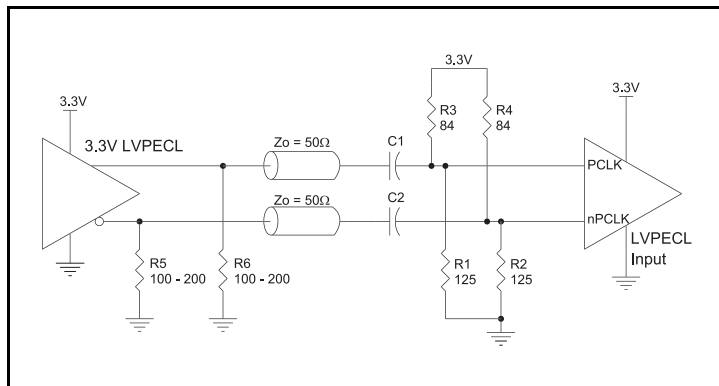 3.3V
3.3V LVPECL
Zo = 50Ω
Zo = 50Ω
C1
C2
3.3V
R3
84
R4
84
3.3V
PCLK
nPCLK
LVPECL
Input
R5
100 - 200
R6
100 - 200
R1
125
R2
125